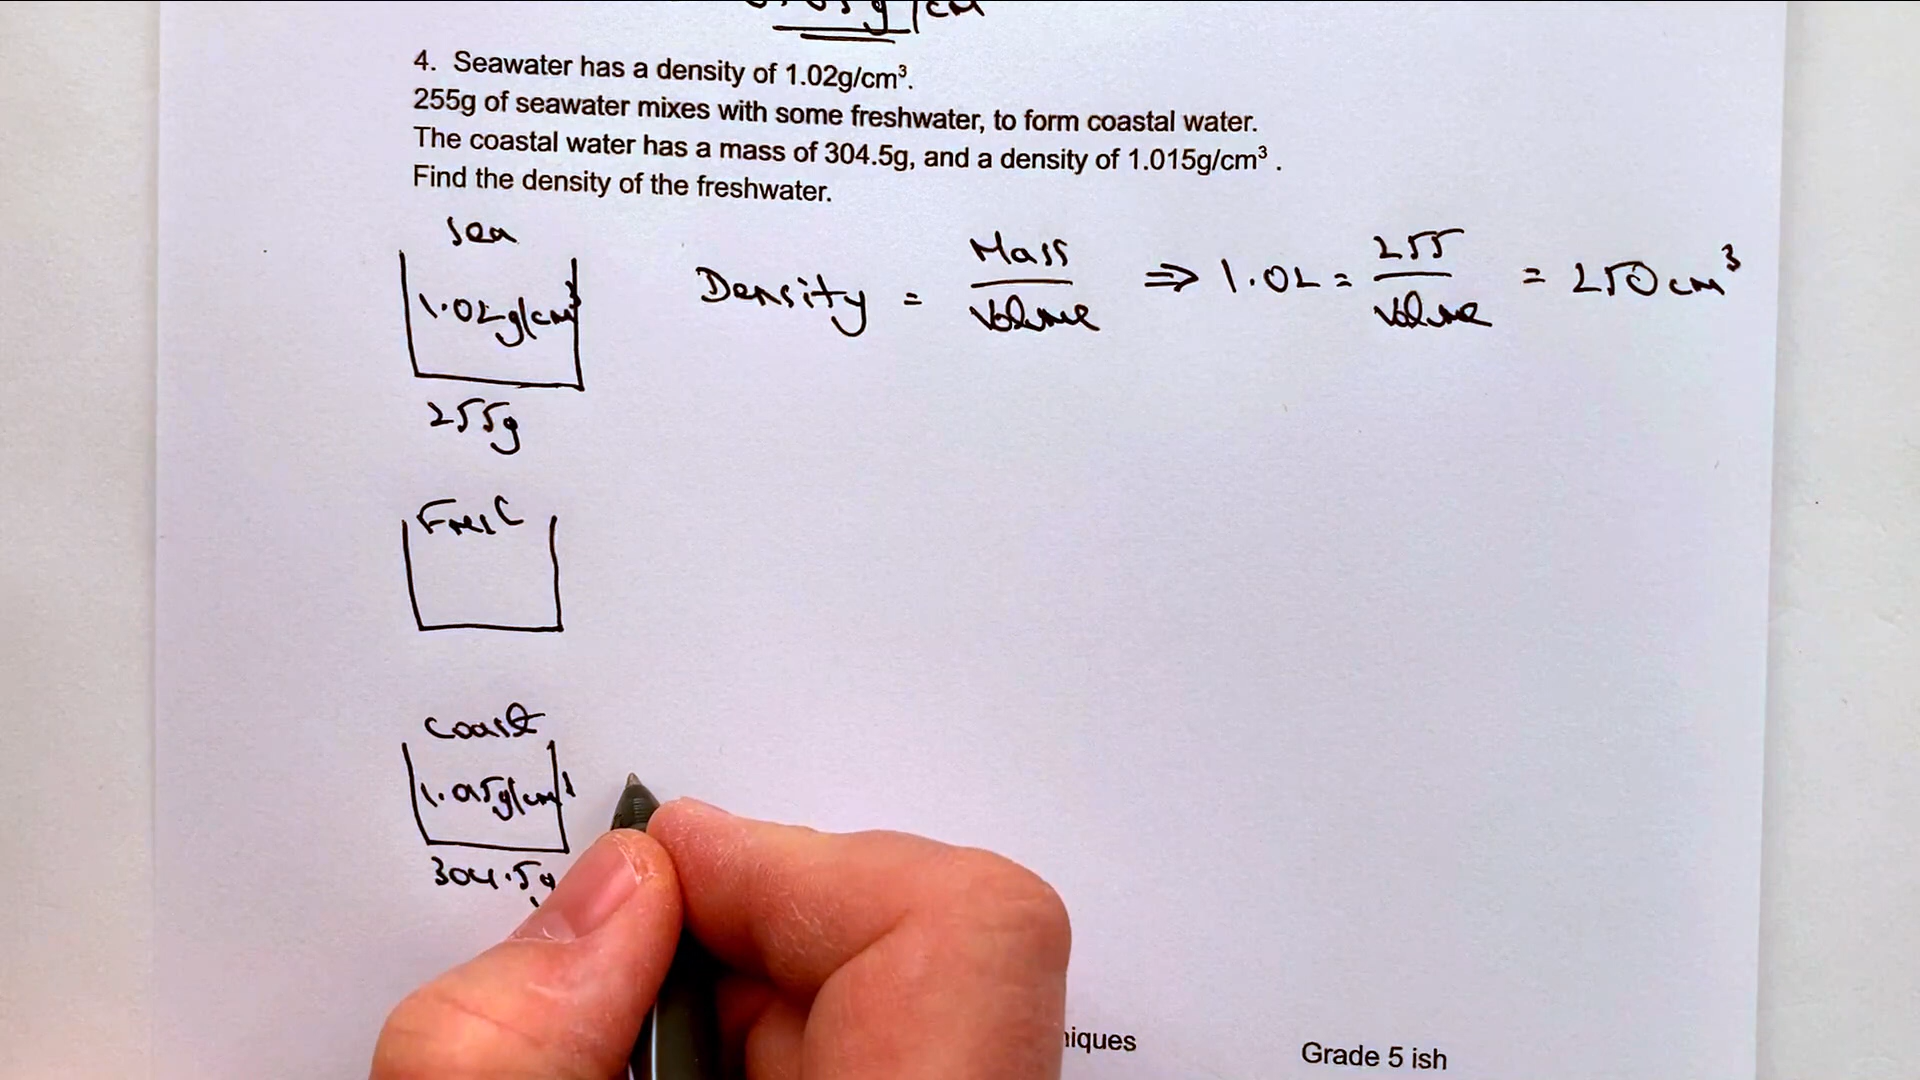 4. Seawater has a density of 1.02g/cm³.
255g of seawater mixes with some freshwater, to form coastal water.
The coastal water has a mass of 304.5g, and a density of 1.015g/cm³ .
Find the density of the freshwater.
Sea
1.02g/cm³
255g
Density = Mass / Volume ⇒ 1.02 = 255 / Volume = 250cm³
Fresh
Coast
1.015g/cm³
304.5g
niques
Grade 5 ish